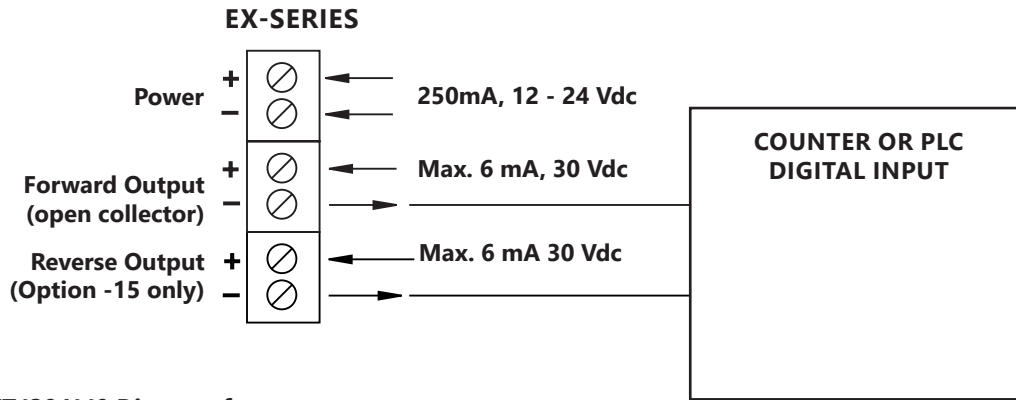 EX-SERIES
Power
+
−
250mA, 12 - 24 Vdc
Forward Output
(open collector)
+
−
Max. 6 mA, 30 Vdc
Reverse Output
(Option -15 only)
+
−
Max. 6 mA 30 Vdc
COUNTER OR PLC
DIGITAL INPUT